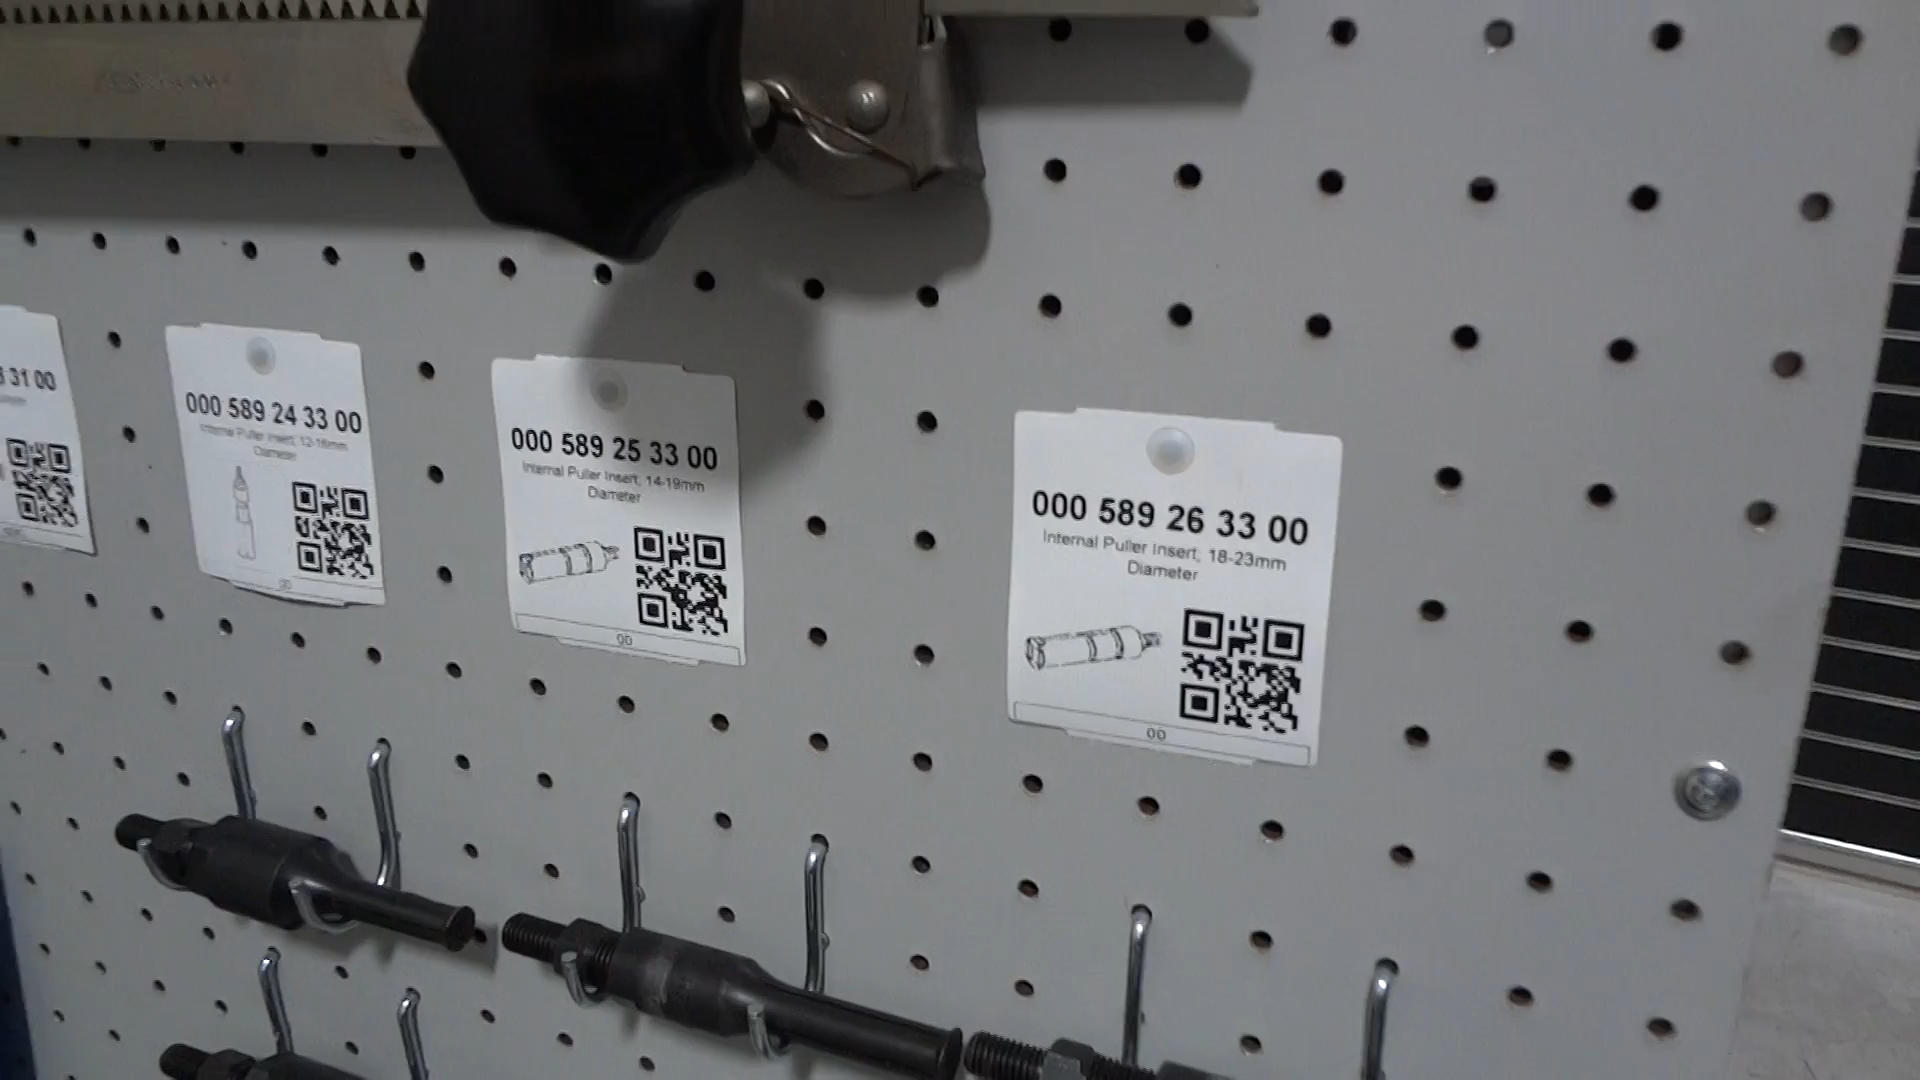 31 00
000 589 24 33 00
Internal Puller Insert, 12-16mm
Diameter
00
000 589 25 33 00
Internal Puller Insert, 14-19mm
Diameter
00
000 589 26 33 00
Internal Puller Insert, 18-23mm
Diameter
00